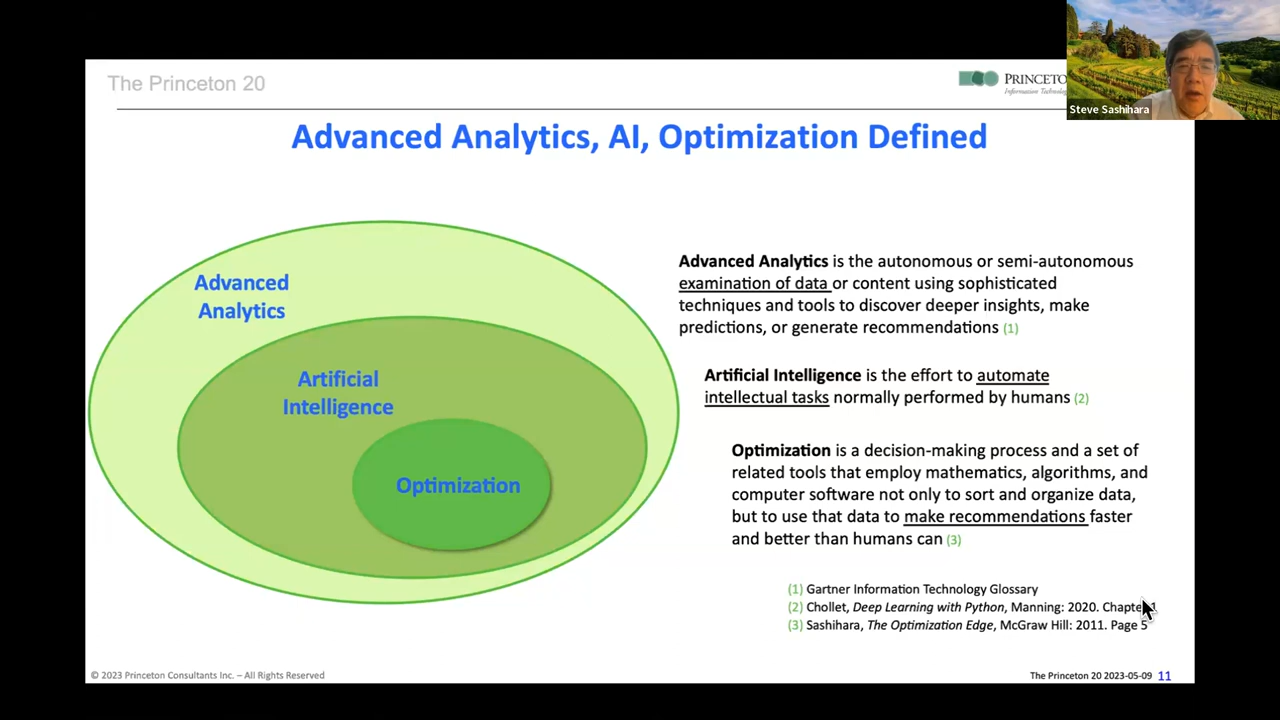 The Princeton 20
PRINCETO
Information Technolog
Steve Sashihara
Advanced Analytics, AI, Optimization Defined
Advanced
Analytics
Artificial
Intelligence
Optimization
Advanced Analytics is the autonomous or semi-autonomous
examination of data or content using sophisticated
techniques and tools to discover deeper insights, make
predictions, or generate recommendations (1)
Artificial Intelligence is the effort to automate
intellectual tasks normally performed by humans (2)
Optimization is a decision-making process and a set of
related tools that employ mathematics, algorithms, and
computer software not only to sort and organize data,
but to use that data to make recommendations faster
and better than humans can (3)
(1) Gartner Information Technology Glossary
(2) Chollet, Deep Learning with Python, Manning: 2020. Chapte 1
(3) Sashihara, The Optimization Edge, McGraw Hill: 2011. Page 5
© 2023 Princeton Consultants Inc. – All Rights Reserved
The Princeton 20 2023-05-09 11